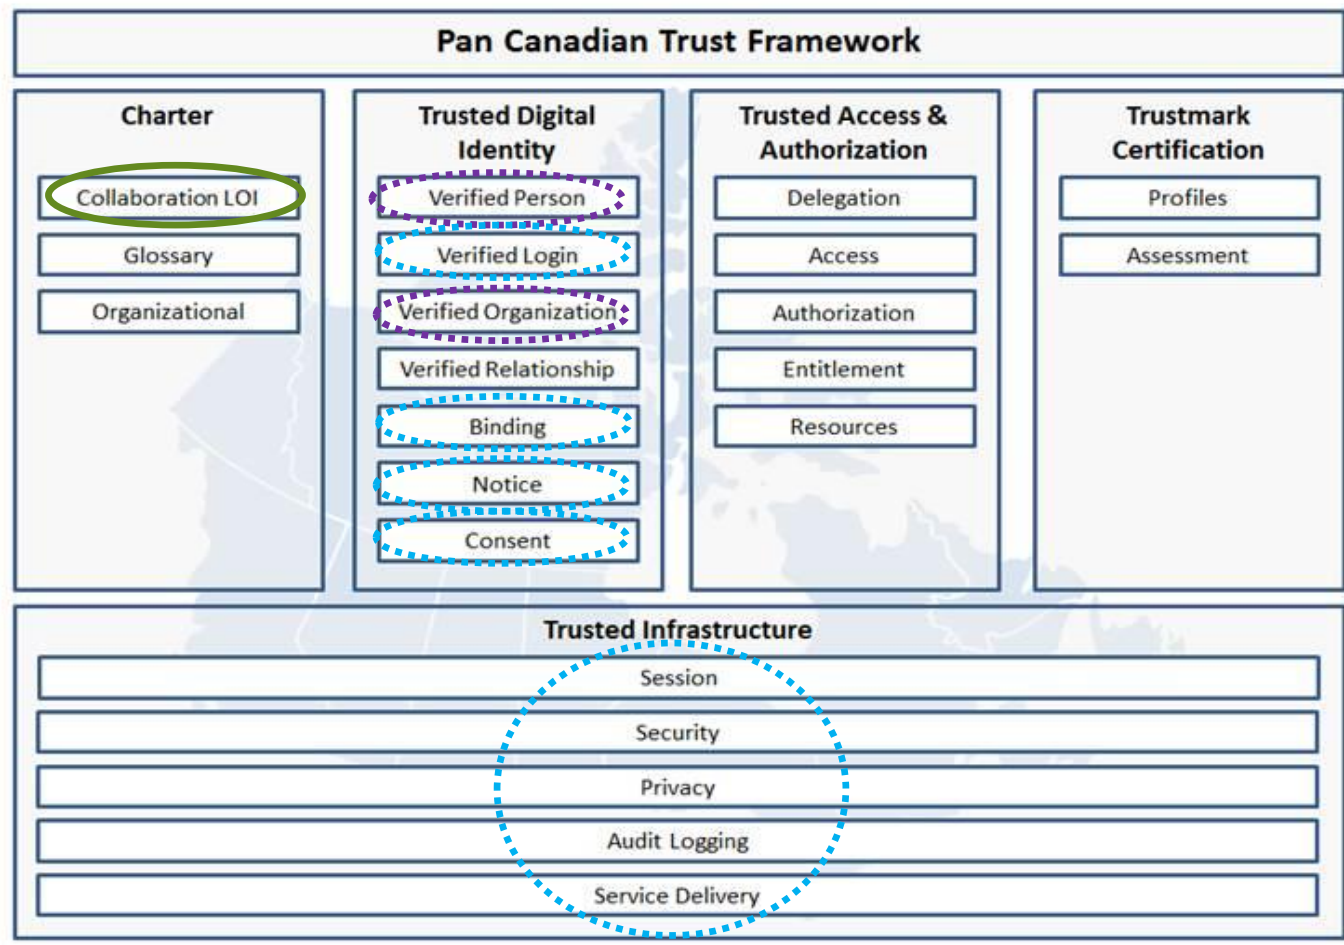 Pan Canadian Trust Framework
Charter
Collaboration LOI
Glossary
Organizational
Trusted Digital
Identity
Verified Person
Verified Login
Verified Organization
Verified Relationship
Binding
Notice
Consent
Trusted Access &
Authorization
Delegation
Access
Authorization
Entitlement
Resources
Trustmark
Certification
Profiles
Assessment
Trusted Infrastructure
Session
Security
Privacy
Audit Logging
Service Delivery